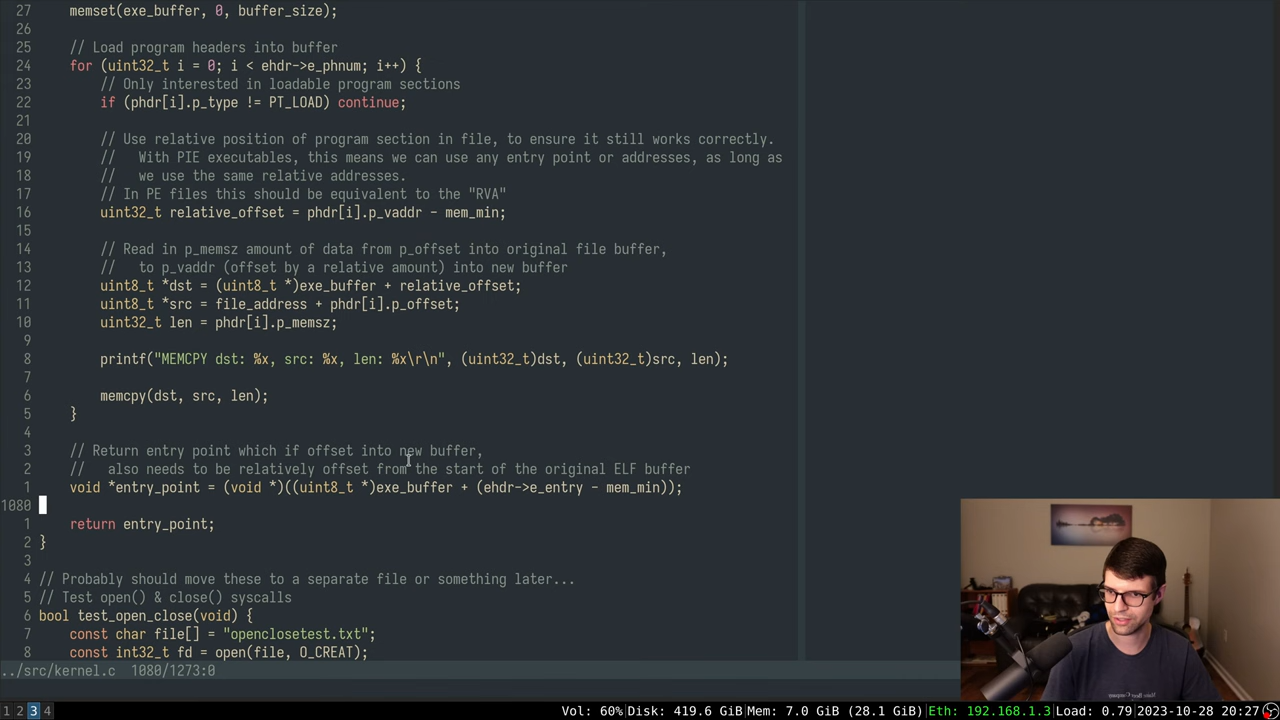 27     memset(exe_buffer, 0, buffer_size);
26
25     // Load program headers into buffer
24     for (uint32_t i = 0; i < ehdr->e_phnum; i++) {
23         // Only interested in loadable program sections
22         if (phdr[i].p_type != PT_LOAD) continue;
21
20         // Use relative position of program section in file, to ensure it still works correctly.
19         //   With PIE executables, this means we can use any entry point or addresses, as long as
18         //   we use the same relative addresses.
17         // In PE files this should be equivalent to the "RVA"
16         uint32_t relative_offset = phdr[i].p_vaddr - mem_min;
15
14         // Read in p_memsz amount of data from p_offset into original file buffer,
13         //   to p_vaddr (offset by a relative amount) into new buffer
12         uint8_t *dst = (uint8_t *)exe_buffer + relative_offset;
11         uint8_t *src = file_address + phdr[i].p_offset;
10         uint32_t len = phdr[i].p_memsz;
9
8         printf("MEMCPY dst: %x, src: %x, len: %x\r\n", (uint32_t)dst, (uint32_t)src, len);
7
6         memcpy(dst, src, len);
5     }
4
3     // Return entry point which if offset into new buffer,
2     //   also needs to be relatively offset from the start of the original ELF buffer
1     void *entry_point = (void *)((uint8_t *)exe_buffer + (ehdr->e_entry - mem_min));
1080
1     return entry_point;
2 }
3
4 // Probably should move these to a separate file or something later...
5 // Test open() & close() syscalls
6 bool test_open_close(void) {
7     const char file[] = "openclosetest.txt";
8     const int32_t fd = open(file, O_CREAT);
../src/kernel.c  1080/1273:0
1 2 3 4 Vol: 60%|Disk: 419.6 GiB|Mem: 7.0 GiB (28.1 GiB)|Eth: 192.168.1.3|Load: 0.79|2023-10-28 20:27